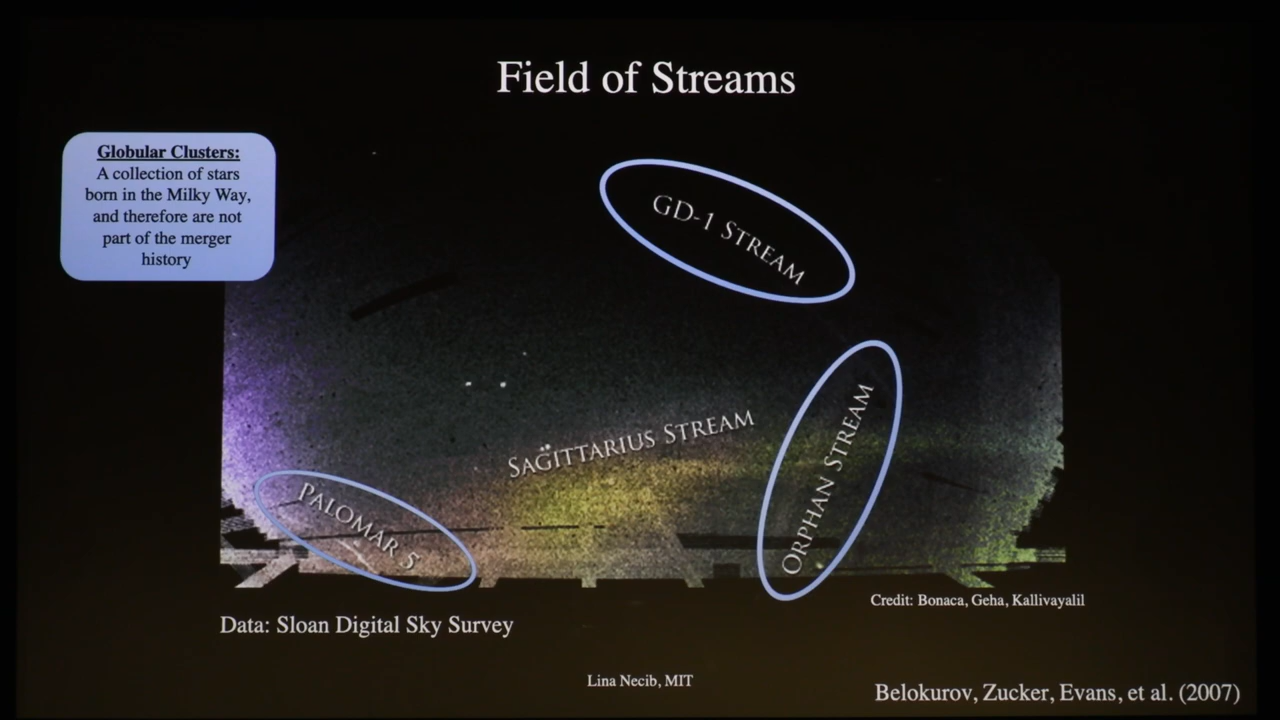 Field of Streams
Globular Clusters:
A collection of stars
born in the Milky Way,
and therefore are not
part of the merger
history
GD-1 STREAM
SAGITTARIUS STREAM
ORPHAN STREAM
PALOMAR 5
Credit: Bonaca, Geha, Kallivayalil
Data: Sloan Digital Sky Survey
Lina Necib, MIT
Belokurov, Zucker, Evans, et al. (2007)